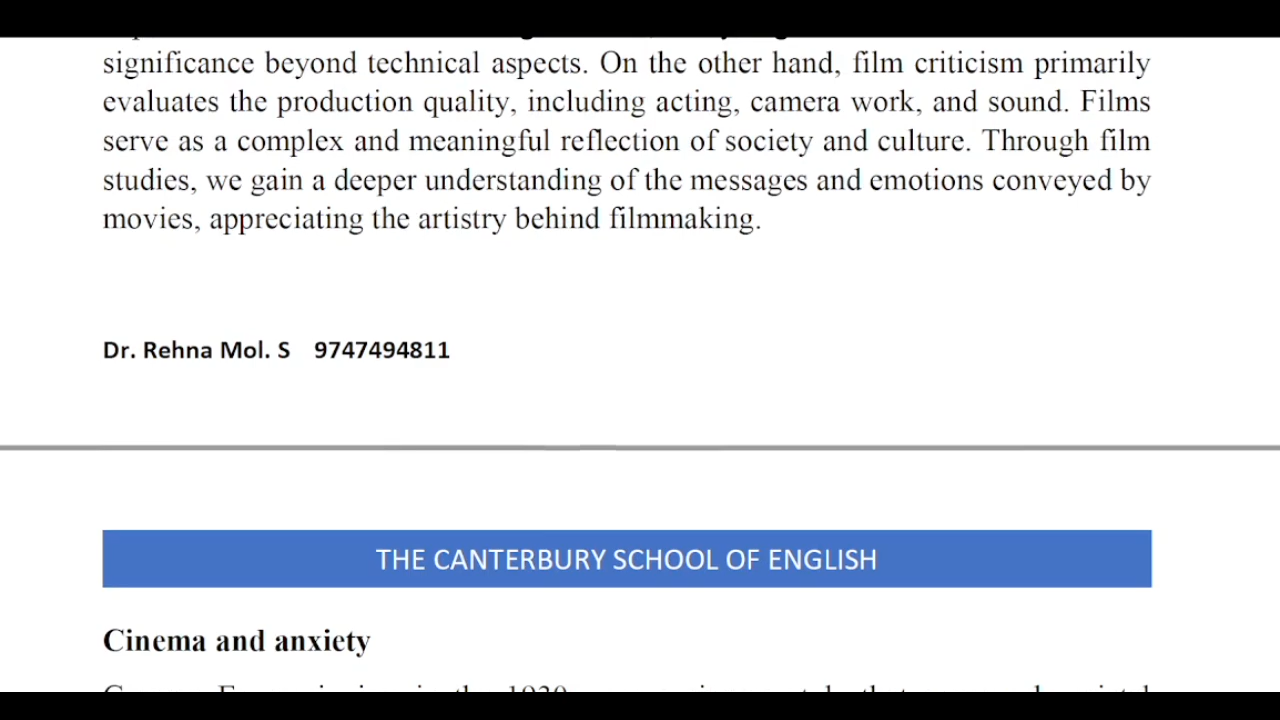 significance beyond technical aspects. On the other hand, film criticism primarily
evaluates the production quality, including acting, camera work, and sound. Films
serve as a complex and meaningful reflection of society and culture. Through film
studies, we gain a deeper understanding of the messages and emotions conveyed by
movies, appreciating the artistry behind filmmaking.
Dr. Rehna Mol. S 9747494811
THE CANTERBURY SCHOOL OF ENGLISH
Cinema and anxiety